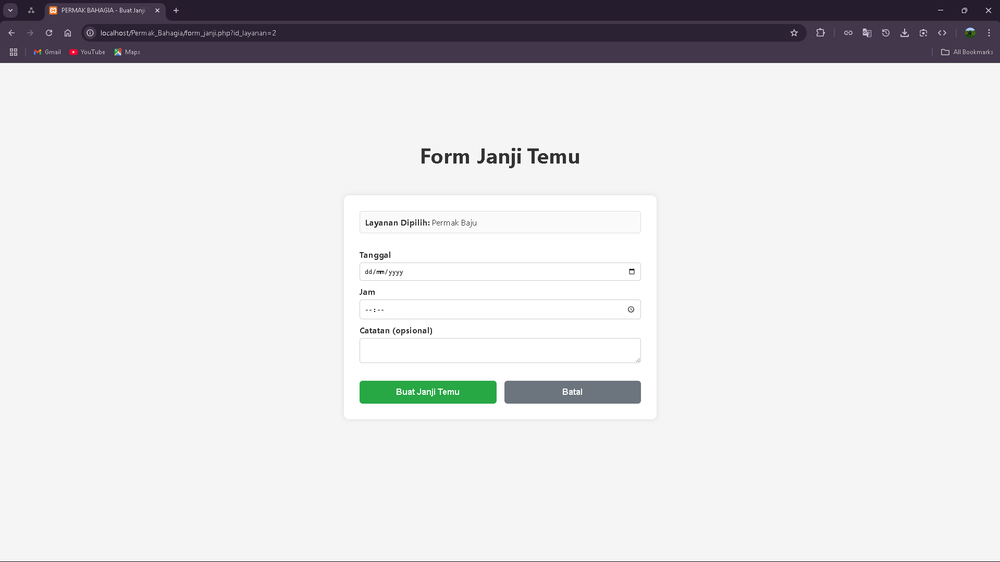 PERMAK BAHAGIA - Buat Janji
localhost/Permak_Bahagia/form_janji.php?id_layanan=2
Gmail
YouTube
Maps
All Bookmarks
Form Janji Temu
Layanan Dipilih: Permak Baju
Tanggal
dd/mm/yyyy
Jam
--:--
Catatan (opsional)
Buat Janji Temu
Batal